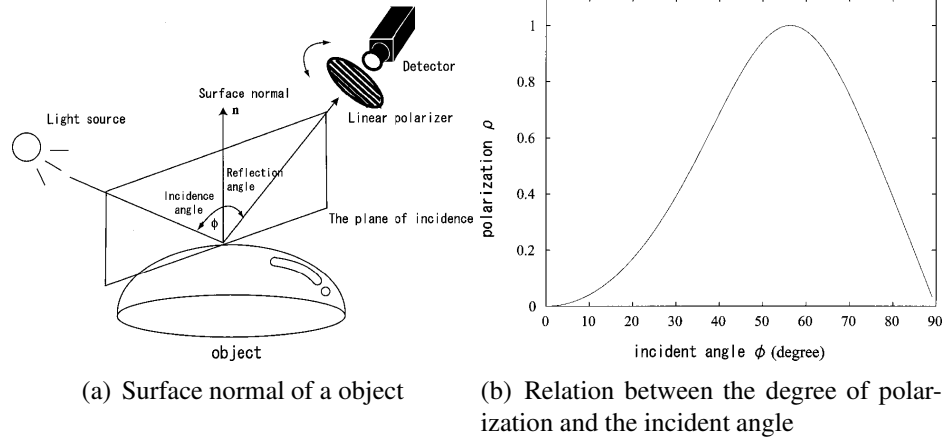 Detector
Surface normal
n
Linear polarizer
Light source
Reflection
angle
Incidence
angle
φ
The plane of incidence
object
(a) Surface normal of a object
polarization ρ
1
0.8
0.6
0.4
0.2
0
0 10 20 30 40 50 60 70 80 90
incident angle φ (degree)
(b) Relation between the degree of polar-
ization and the incident angle